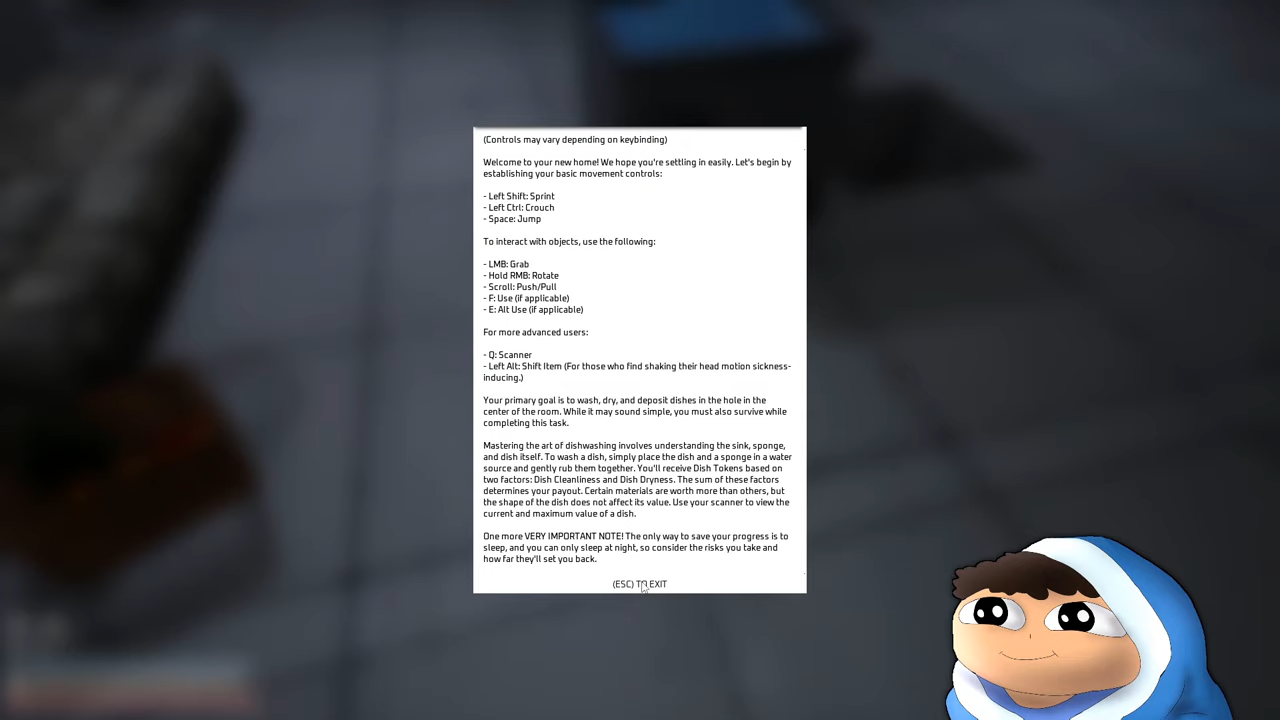 (Controls may vary depending on keybinding)
Welcome to your new home! We hope you're settling in easily. Let's begin by
establishing your basic movement controls:
- Left Shift: Sprint
- Left Ctrl: Crouch
- Space: Jump
To interact with objects, use the following:
- LMB: Grab
- Hold RMB: Rotate
- Scroll: Push/Pull
- F: Use (if applicable)
- E: Alt Use (if applicable)
For more advanced users:
- Q: Scanner
- Left Alt: Shift Item (For those who find shaking their head motion sickness-
inducing.)
Your primary goal is to wash, dry, and deposit dishes in the hole in the
center of the room. While it may sound simple, you must also survive while
completing this task.
Mastering the art of dishwashing involves understanding the sink, sponge,
and dish itself. To wash a dish, simply place the dish and a sponge in a water
source and gently rub them together. You'll receive Dish Tokens based on
two factors: Dish Cleanliness and Dish Dryness. The sum of these factors
determines your payout. Certain materials are worth more than others, but
the shape of the dish does not affect its value. Use your scanner to view the
current and maximum value of a dish.
One more VERY IMPORTANT NOTE! The only way to save your progress is to
sleep, and you can only sleep at night, so consider the risks you take and
how far they'll set you back.
(ESC) TO EXIT